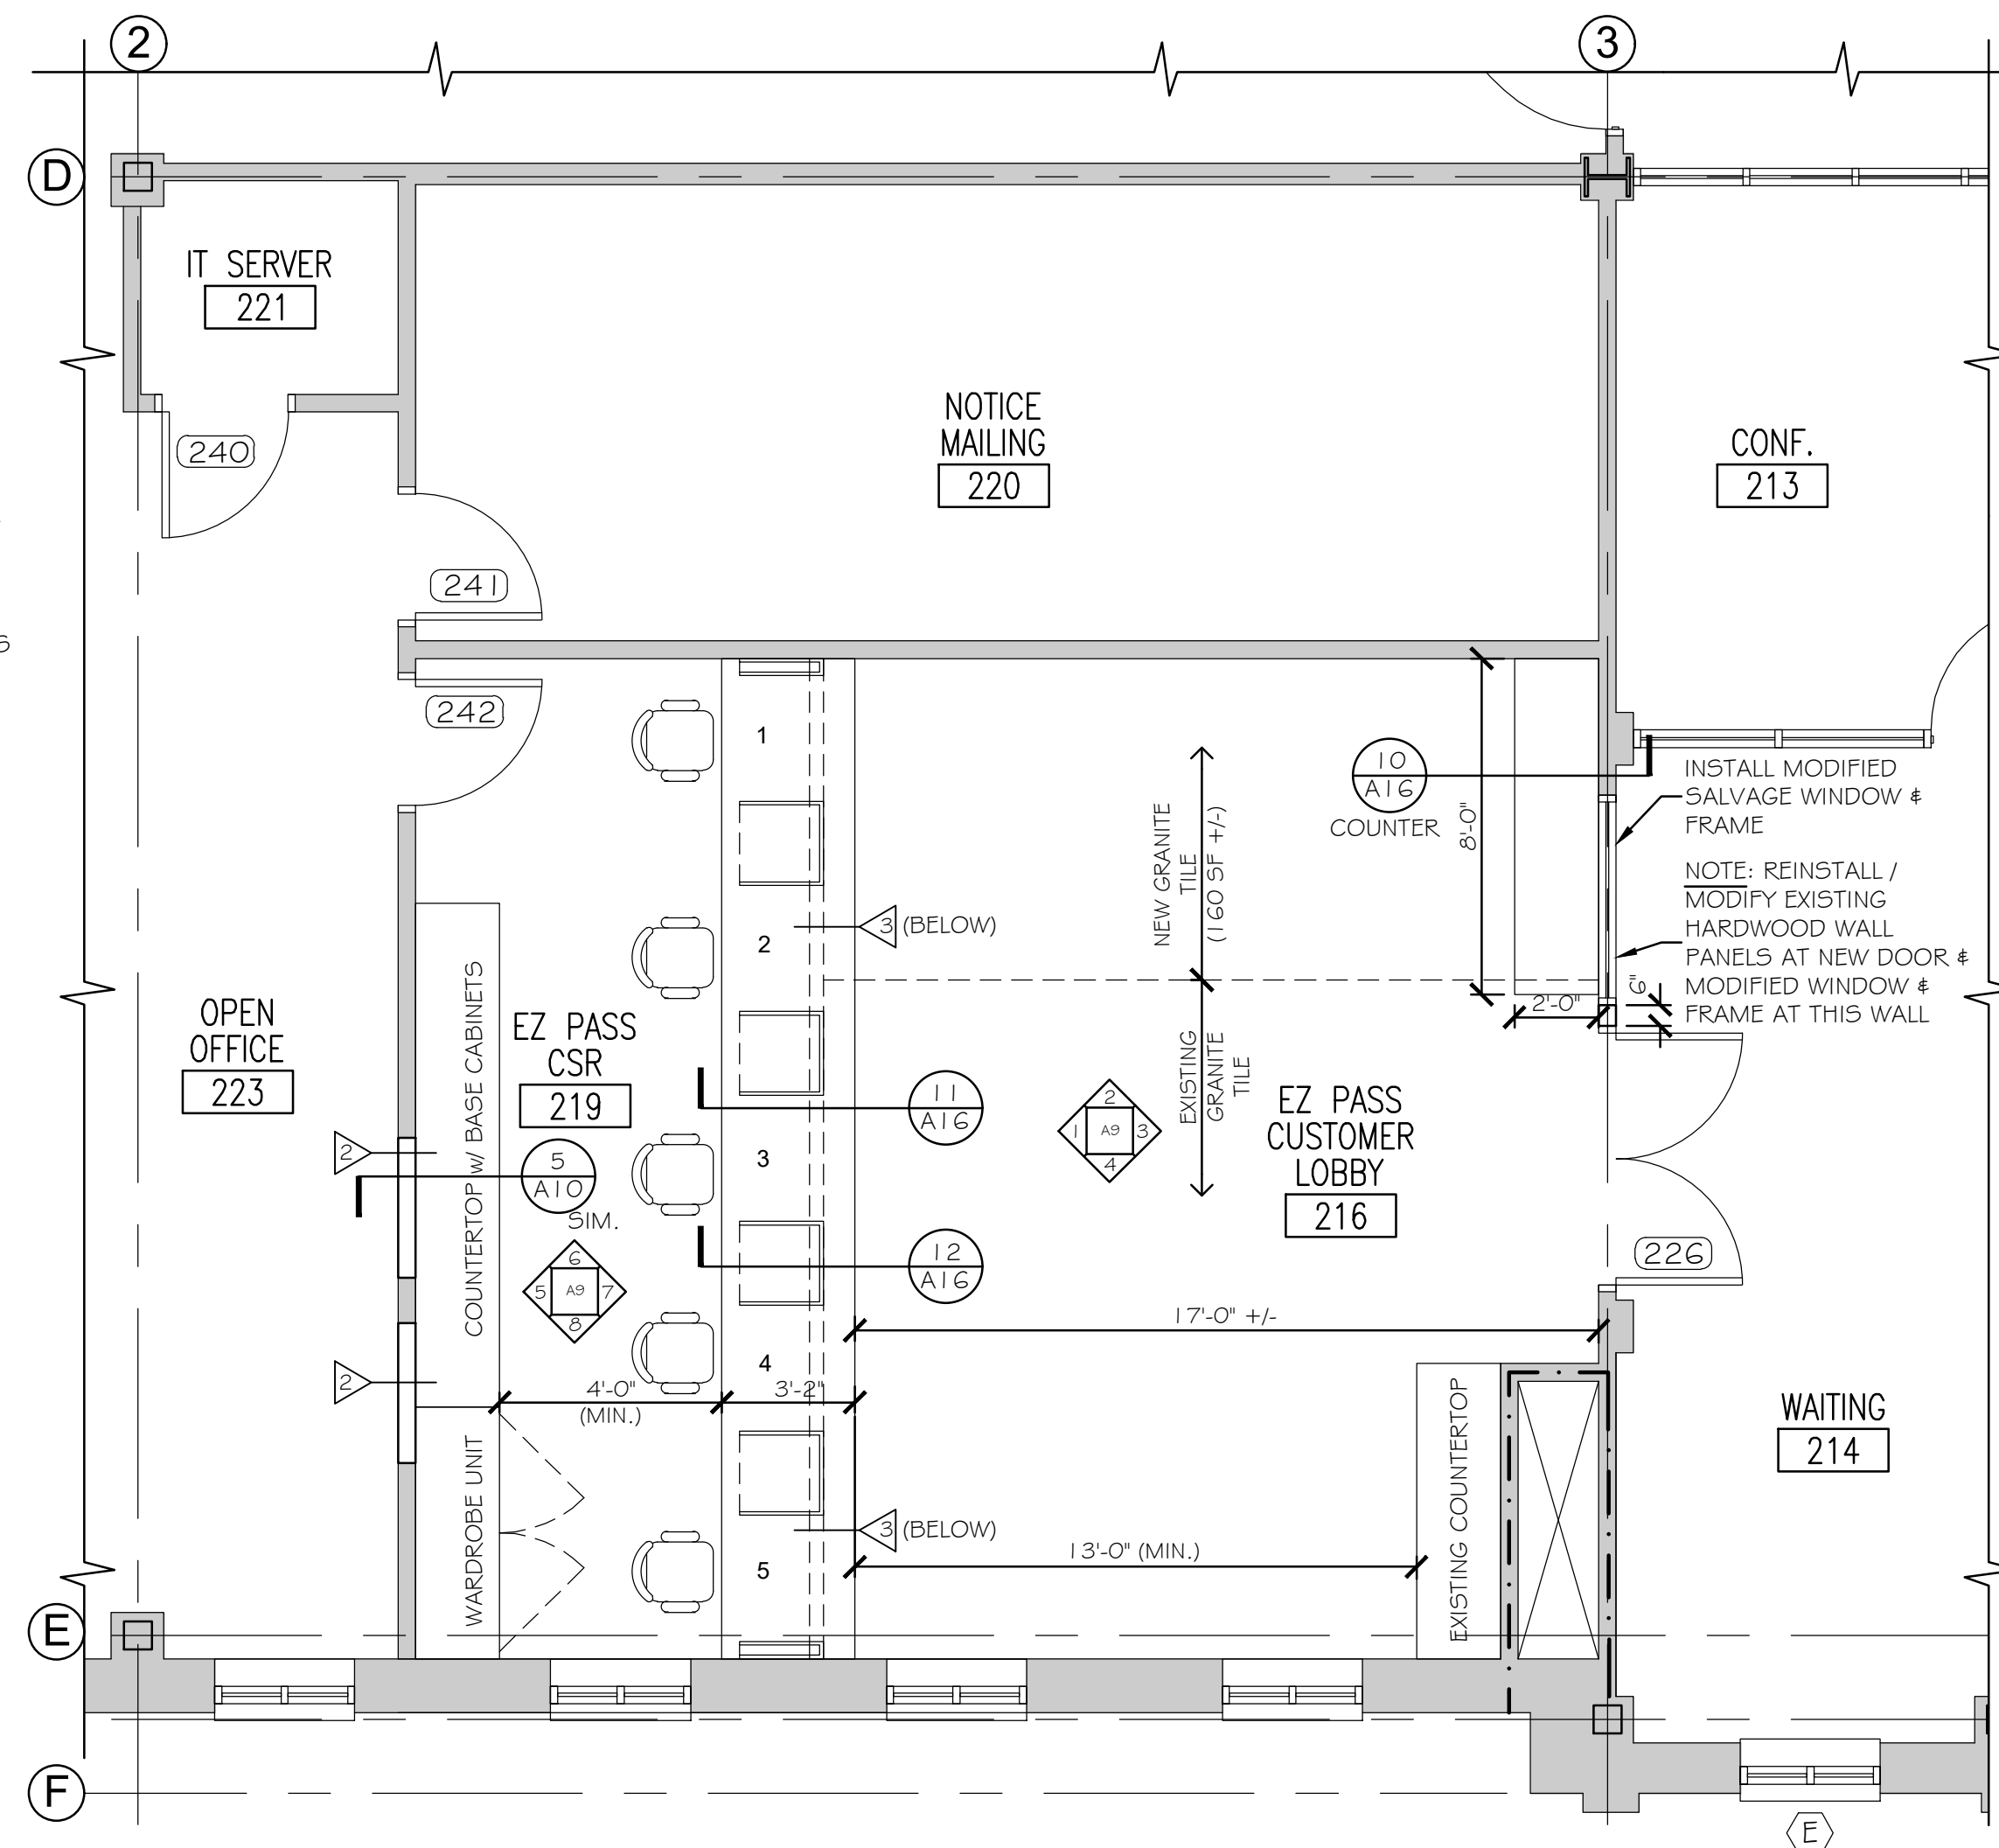 2
3
D
IT SERVER
221
240
NOTICE
MAILING
220
CONF.
213
241
242
1
10
A16
COUNTER
8'-0"
NEW GRANITE
TILE
(160 SF +/-)
INSTALL MODIFIED
SALVAGE WINDOW &
FRAME
NOTE: REINSTALL /
MODIFY EXISTING
HARDWOOD WALL
PANELS AT NEW DOOR &
MODIFIED WINDOW &
FRAME AT THIS WALL
6"
2'-0"
2
3 (BELOW)
S
OPEN
OFFICE
223
EZ PASS
CSR
219
COUNTERTOP W/ BASE CABINETS
EXISTING
GRANITE
TILE
11
A16
2
1 A9 3
4
EZ PASS
CUSTOMER
LOBBY
216
2
5
A10
SIM.
3
12
A16
226
6
5 A9 7
8
17'-0" +/-
2
4
4'-0"
(MIN.)
3'-2"
WARDROBE UNIT
EXISTING COUNTERTOP
WAITING
214
3 (BELOW)
13'-0" (MIN.)
5
E
F
E